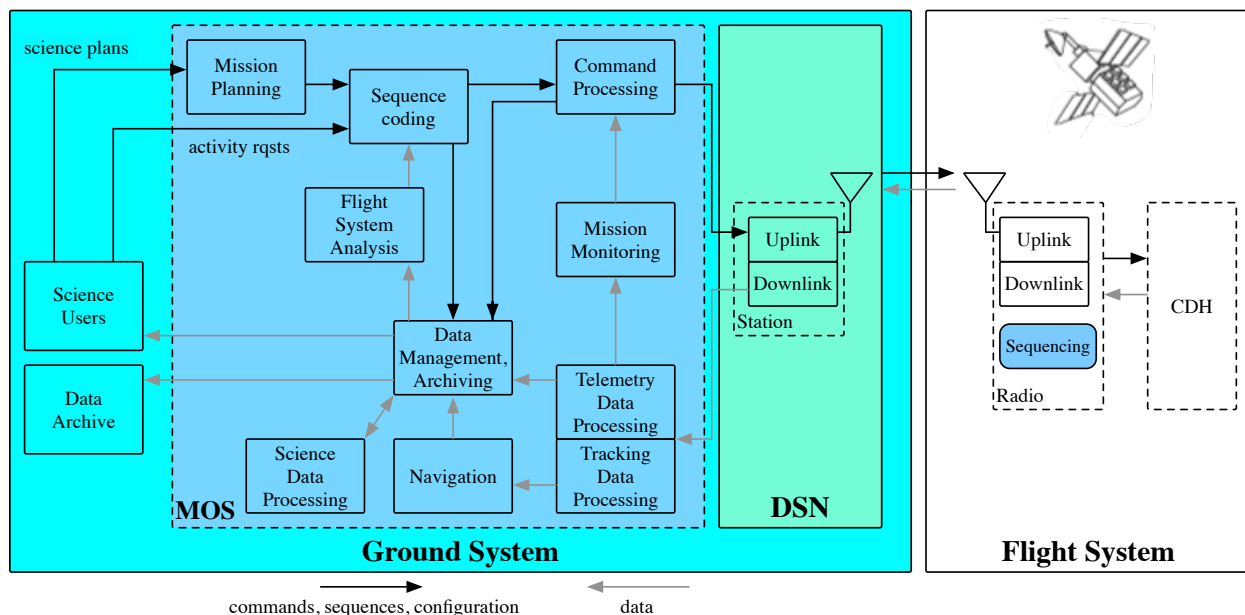 science plans
Mission
Planning
Sequence
coding
Command
Processing
activity rqsts
Flight
System
Analysis
Mission
Monitoring
Uplink
Downlink
Station
Uplink
Downlink
Sequencing
Radio
CDH
Science
Users
Data
Management,
Archiving
Data
Archive
Telemetry
Data
Processing
Science
Data
Processing
Navigation
Tracking
Data
Processing
MOS
DSN
Ground System
Flight System
commands, sequences, configuration
data